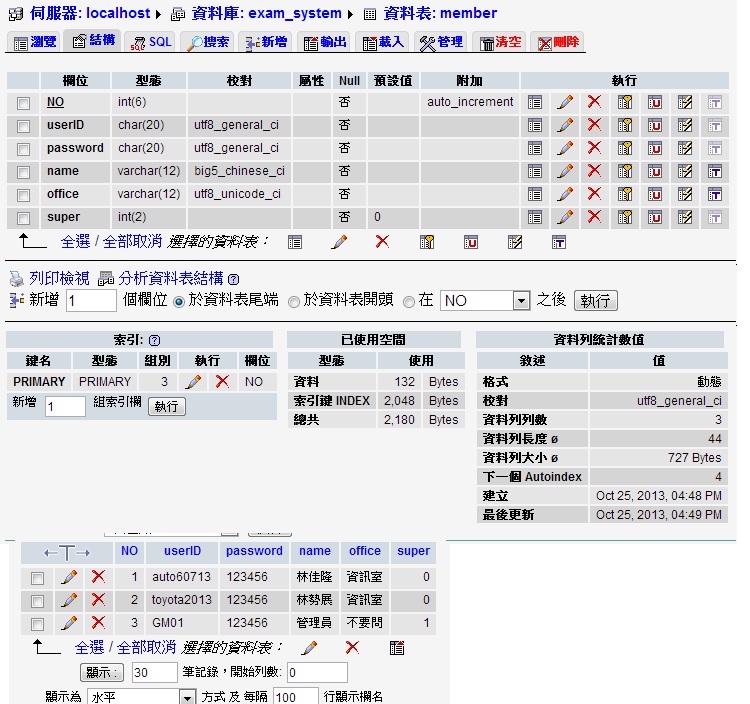 伺服器: localhost ▸ 資料庫: exam_system ▸ 資料表: member
瀏覽 結構 SQL 搜索 新增 輸出 載入 管理 清空 刪除
欄位 型態 校對 屬性 Null 預設值 附加 執行
NO int(6) 否 auto_increment
userID char(20) utf8_general_ci 否
password char(20) utf8_general_ci 否
name varchar(12) big5_chinese_ci 否
office varchar(12) utf8_unicode_ci 否
super int(2) 否 0
全選 / 全部取消 選擇的資料表：
列印檢視 分析資料表結構
新增 1 個欄位 於資料表尾端 於資料表開頭 在 NO 之後 執行
索引:
鍵名 型態 組別 執行 欄位
PRIMARY PRIMARY 3 NO
新增 1 組索引欄 執行
已使用空間
型態 使用
資料 132 Bytes
索引鍵 INDEX 2,048 Bytes
總共 2,180 Bytes
資料列統計數值
敘述 值
格式 動態
校對 utf8_general_ci
資料列列數 3
資料列長度 ø 44
資料列大小 ø 727 Bytes
下一個 Autoindex 4
建立 Oct 25, 2013, 04:48 PM
最後更新 Oct 25, 2013, 04:49 PM
←T→ NO userID password name office super
1 auto60713 123456 林佳隆 資訊室 0
2 toyota2013 123456 林勢展 資訊室 0
3 GM01 123456 管理員 不要問 1
全選 / 全部取消 選擇的資料表：
顯示： 30 筆記錄，開始列數: 0
顯示為 水平 方式 及 每隔 100 行顯示欄名